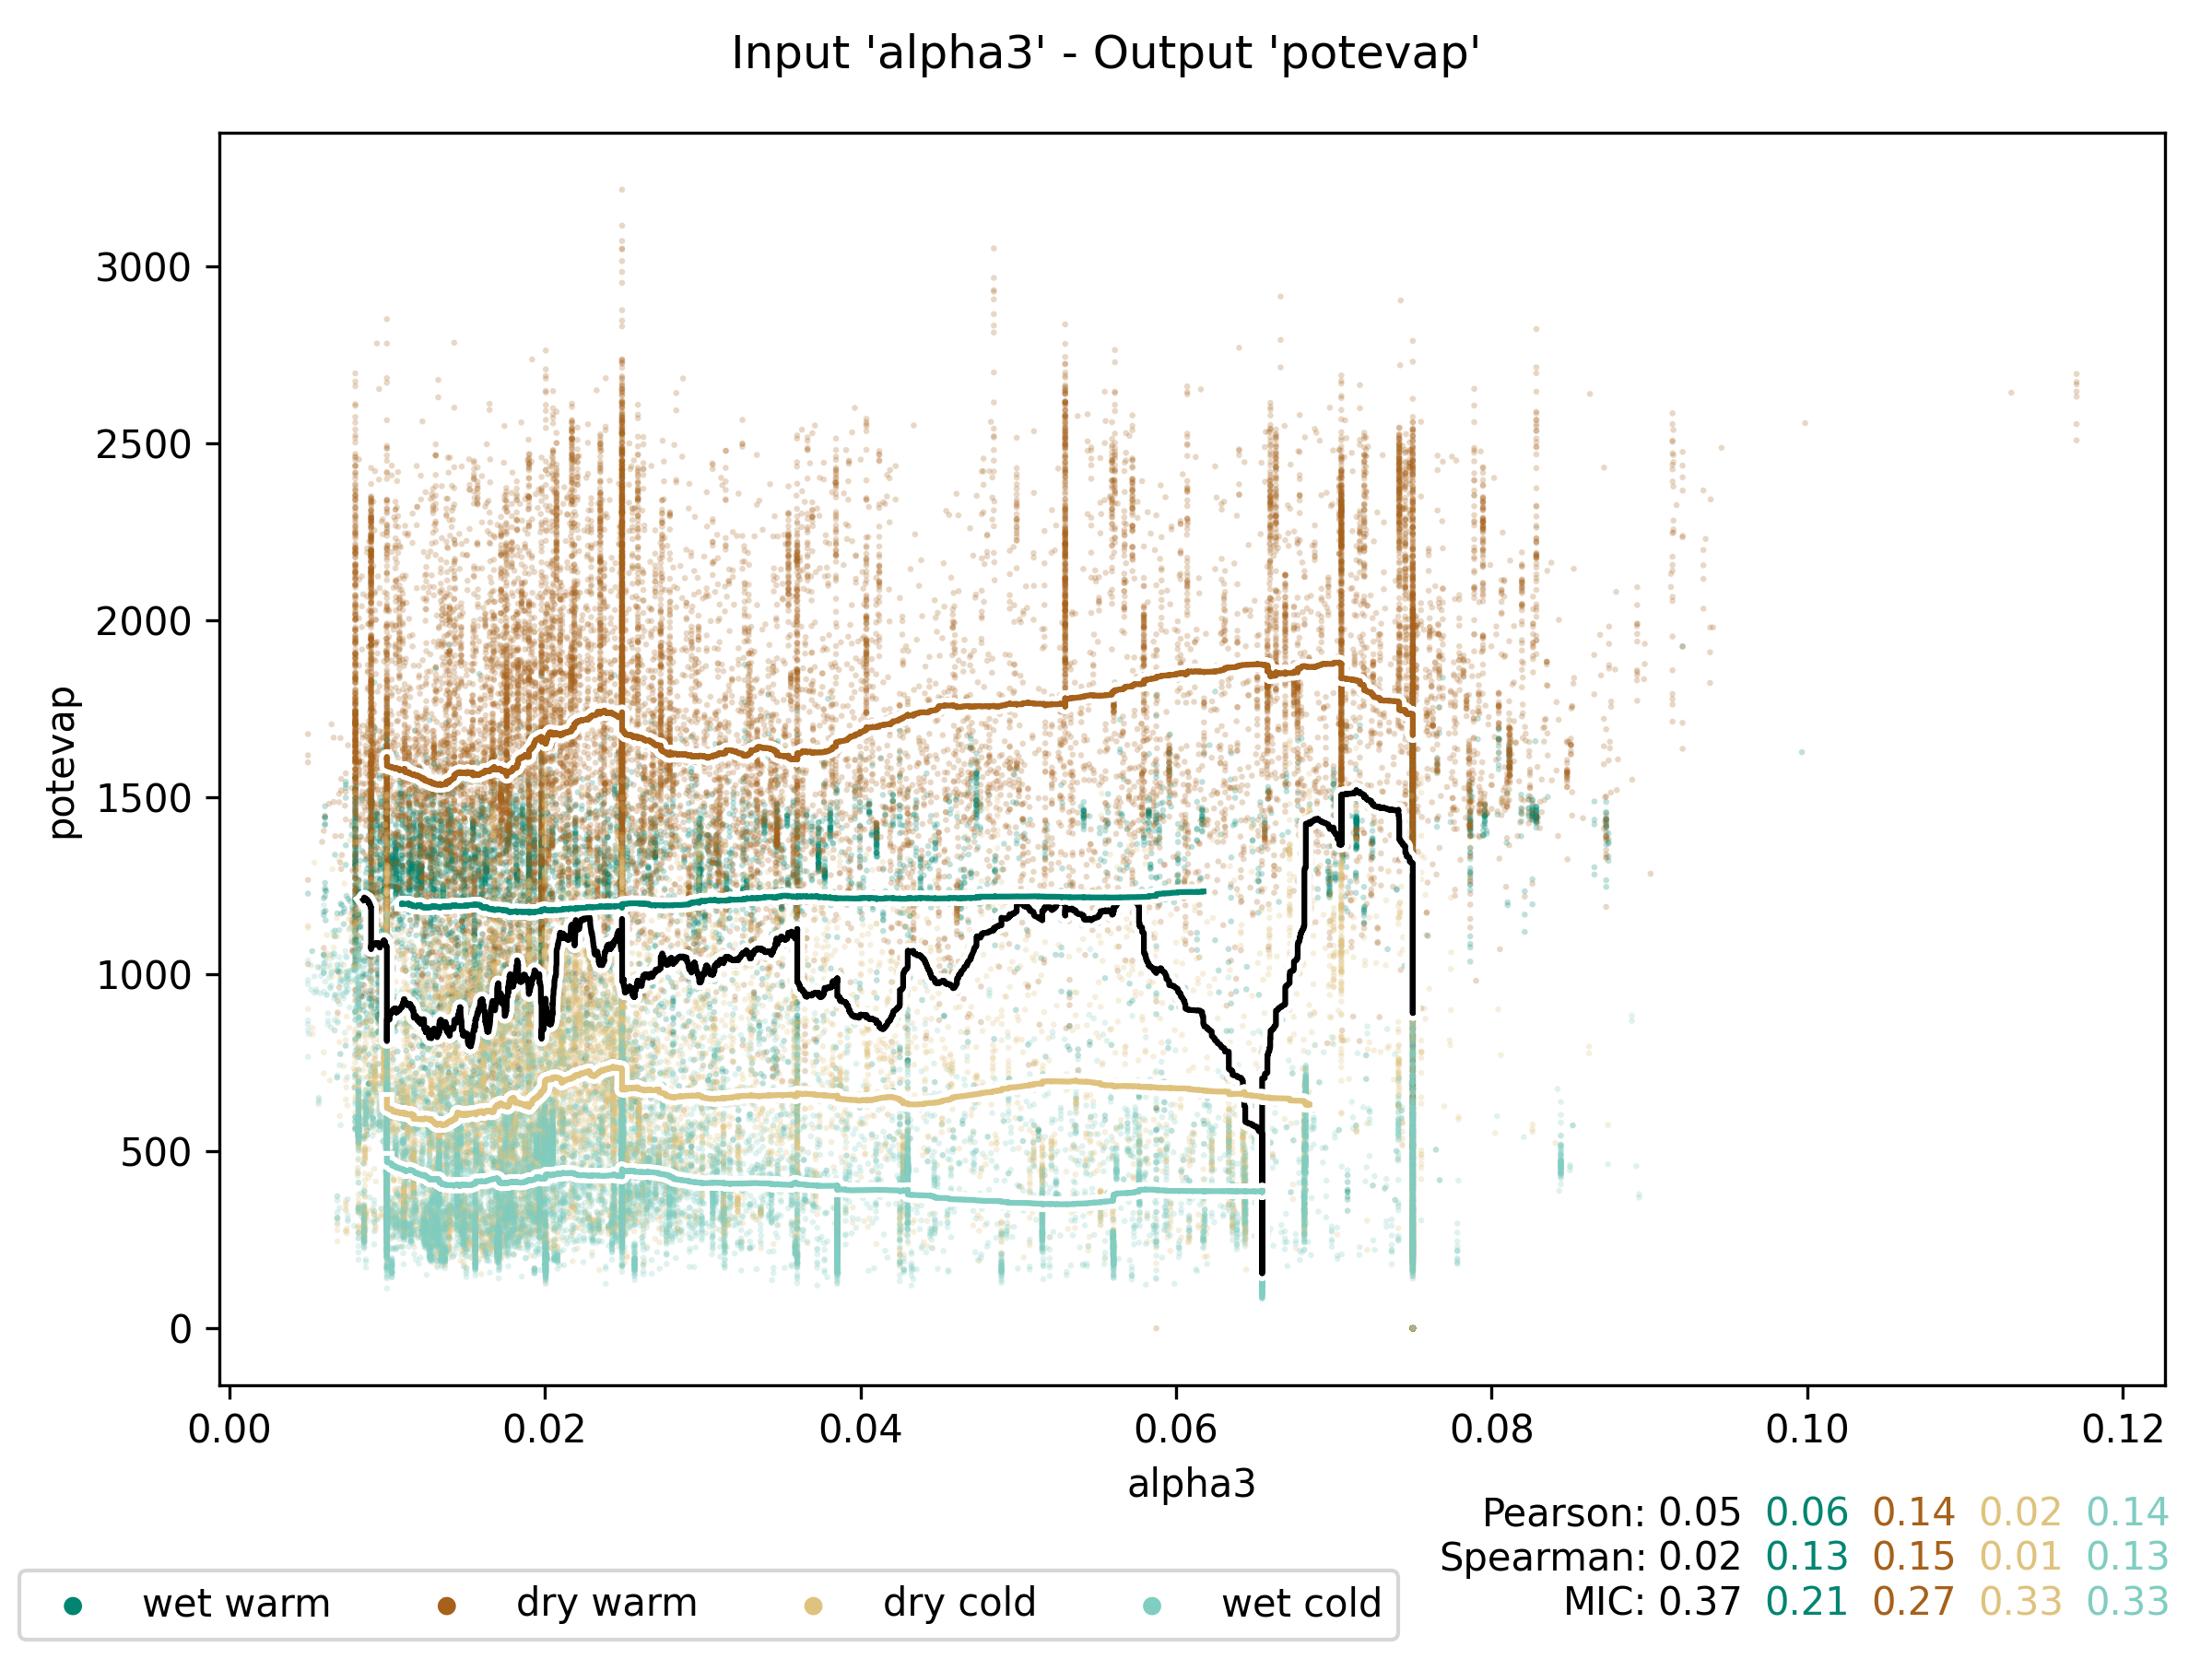 Input 'alpha3' - Output 'potevap'
potevap
3000
2500
2000
1500
1000
500
0
0.00 0.02 0.04 0.06 0.08 0.10 0.12
alpha3
Pearson: 0.05 0.06 0.14 0.02 0.14
Spearman: 0.02 0.13 0.15 0.01 0.13
MIC: 0.37 0.21 0.27 0.33 0.33
wet warm dry warm dry cold wet cold